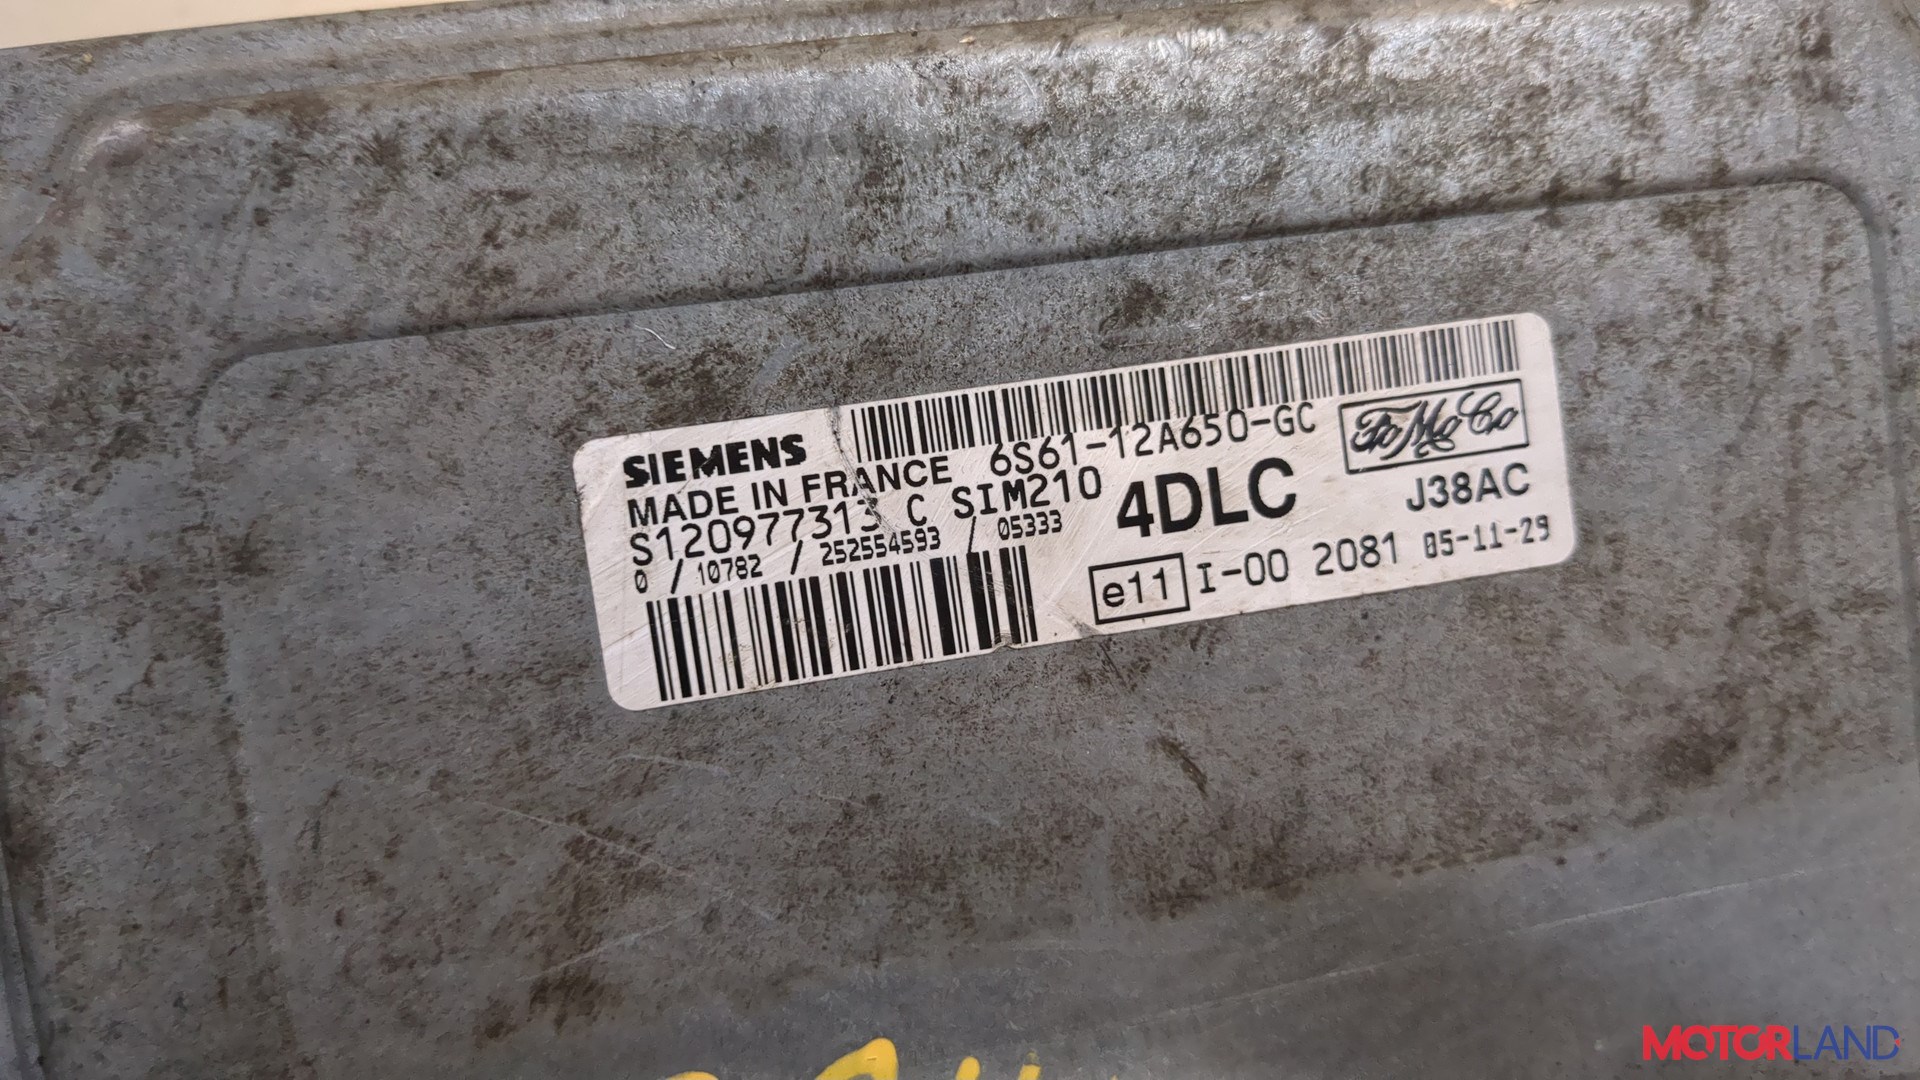 SIEMENS
MADE IN FRANCE 6S61-12A650-GC
FoMoCo
S120977313 C SIM210 4DLC J38AC
0 / 10782 / 252554593 / 05333
e11 I-00 2081 05-11-29
MOTORLAND